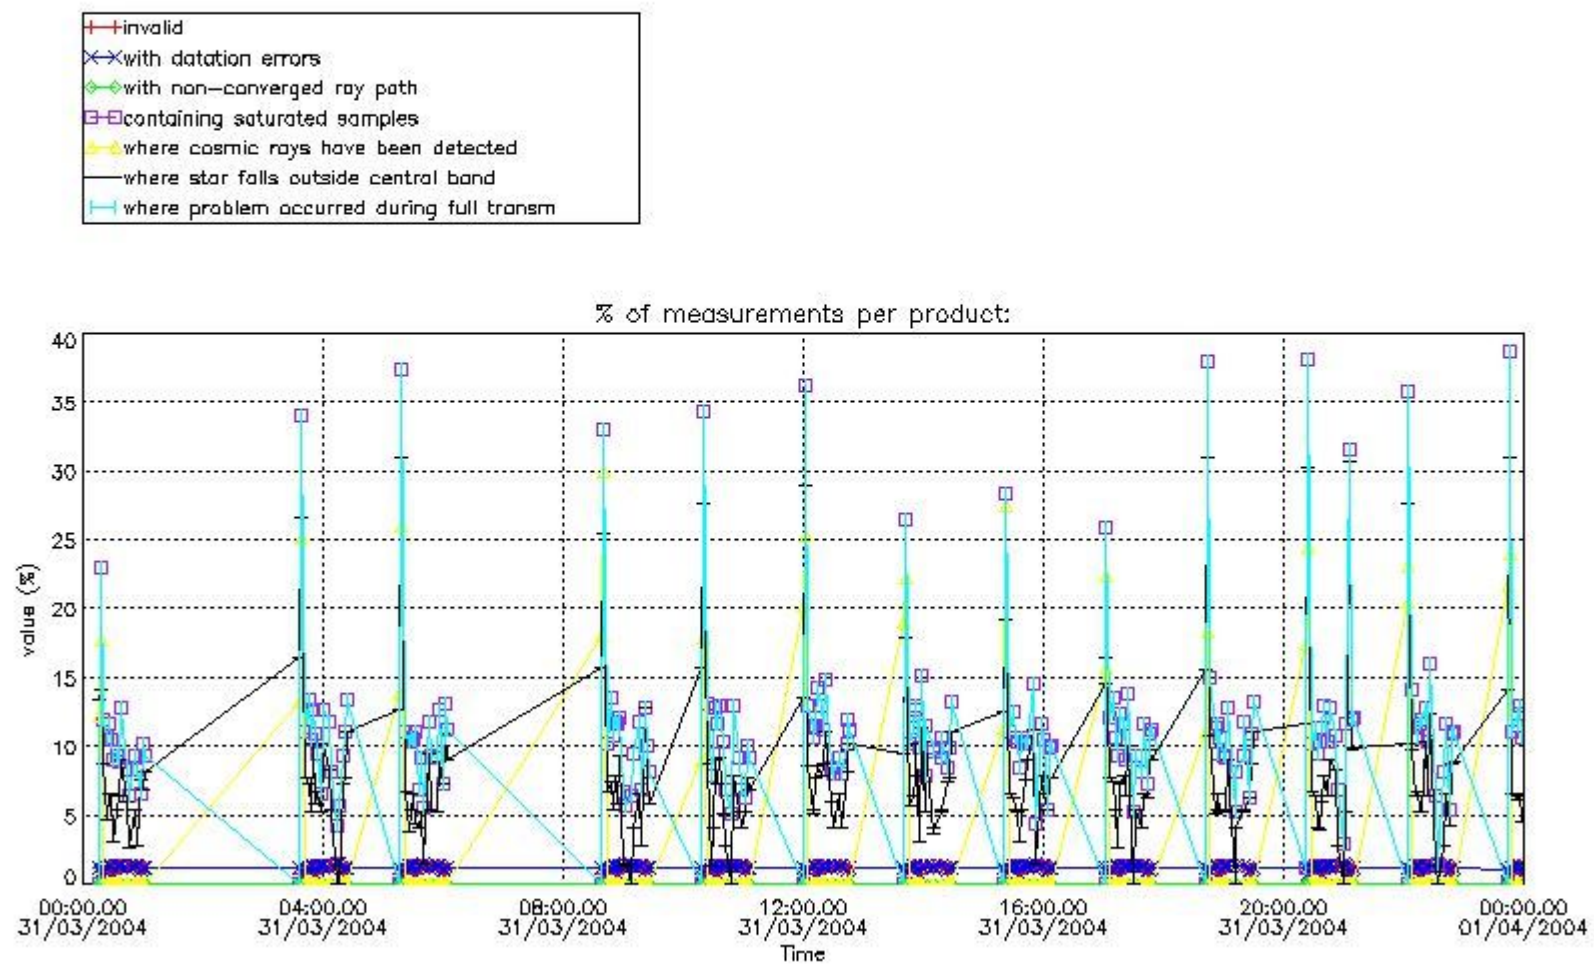 invalid
with datation errors
with non-converged ray path
containing saturated samples
where cosmic rays have been detected
where star falls outside central band
where problem occurred during full transm
% of measurements per product:
40
35
30
25
20
15
10
5
0
value (%)
00:00:00 04:00:00 08:00:00 12:00:00 16:00:00 20:00:00 00:00:00
31/03/2004 31/03/2004 31/03/2004 31/03/2004 31/03/2004 31/03/2004 01/04/2004
Time